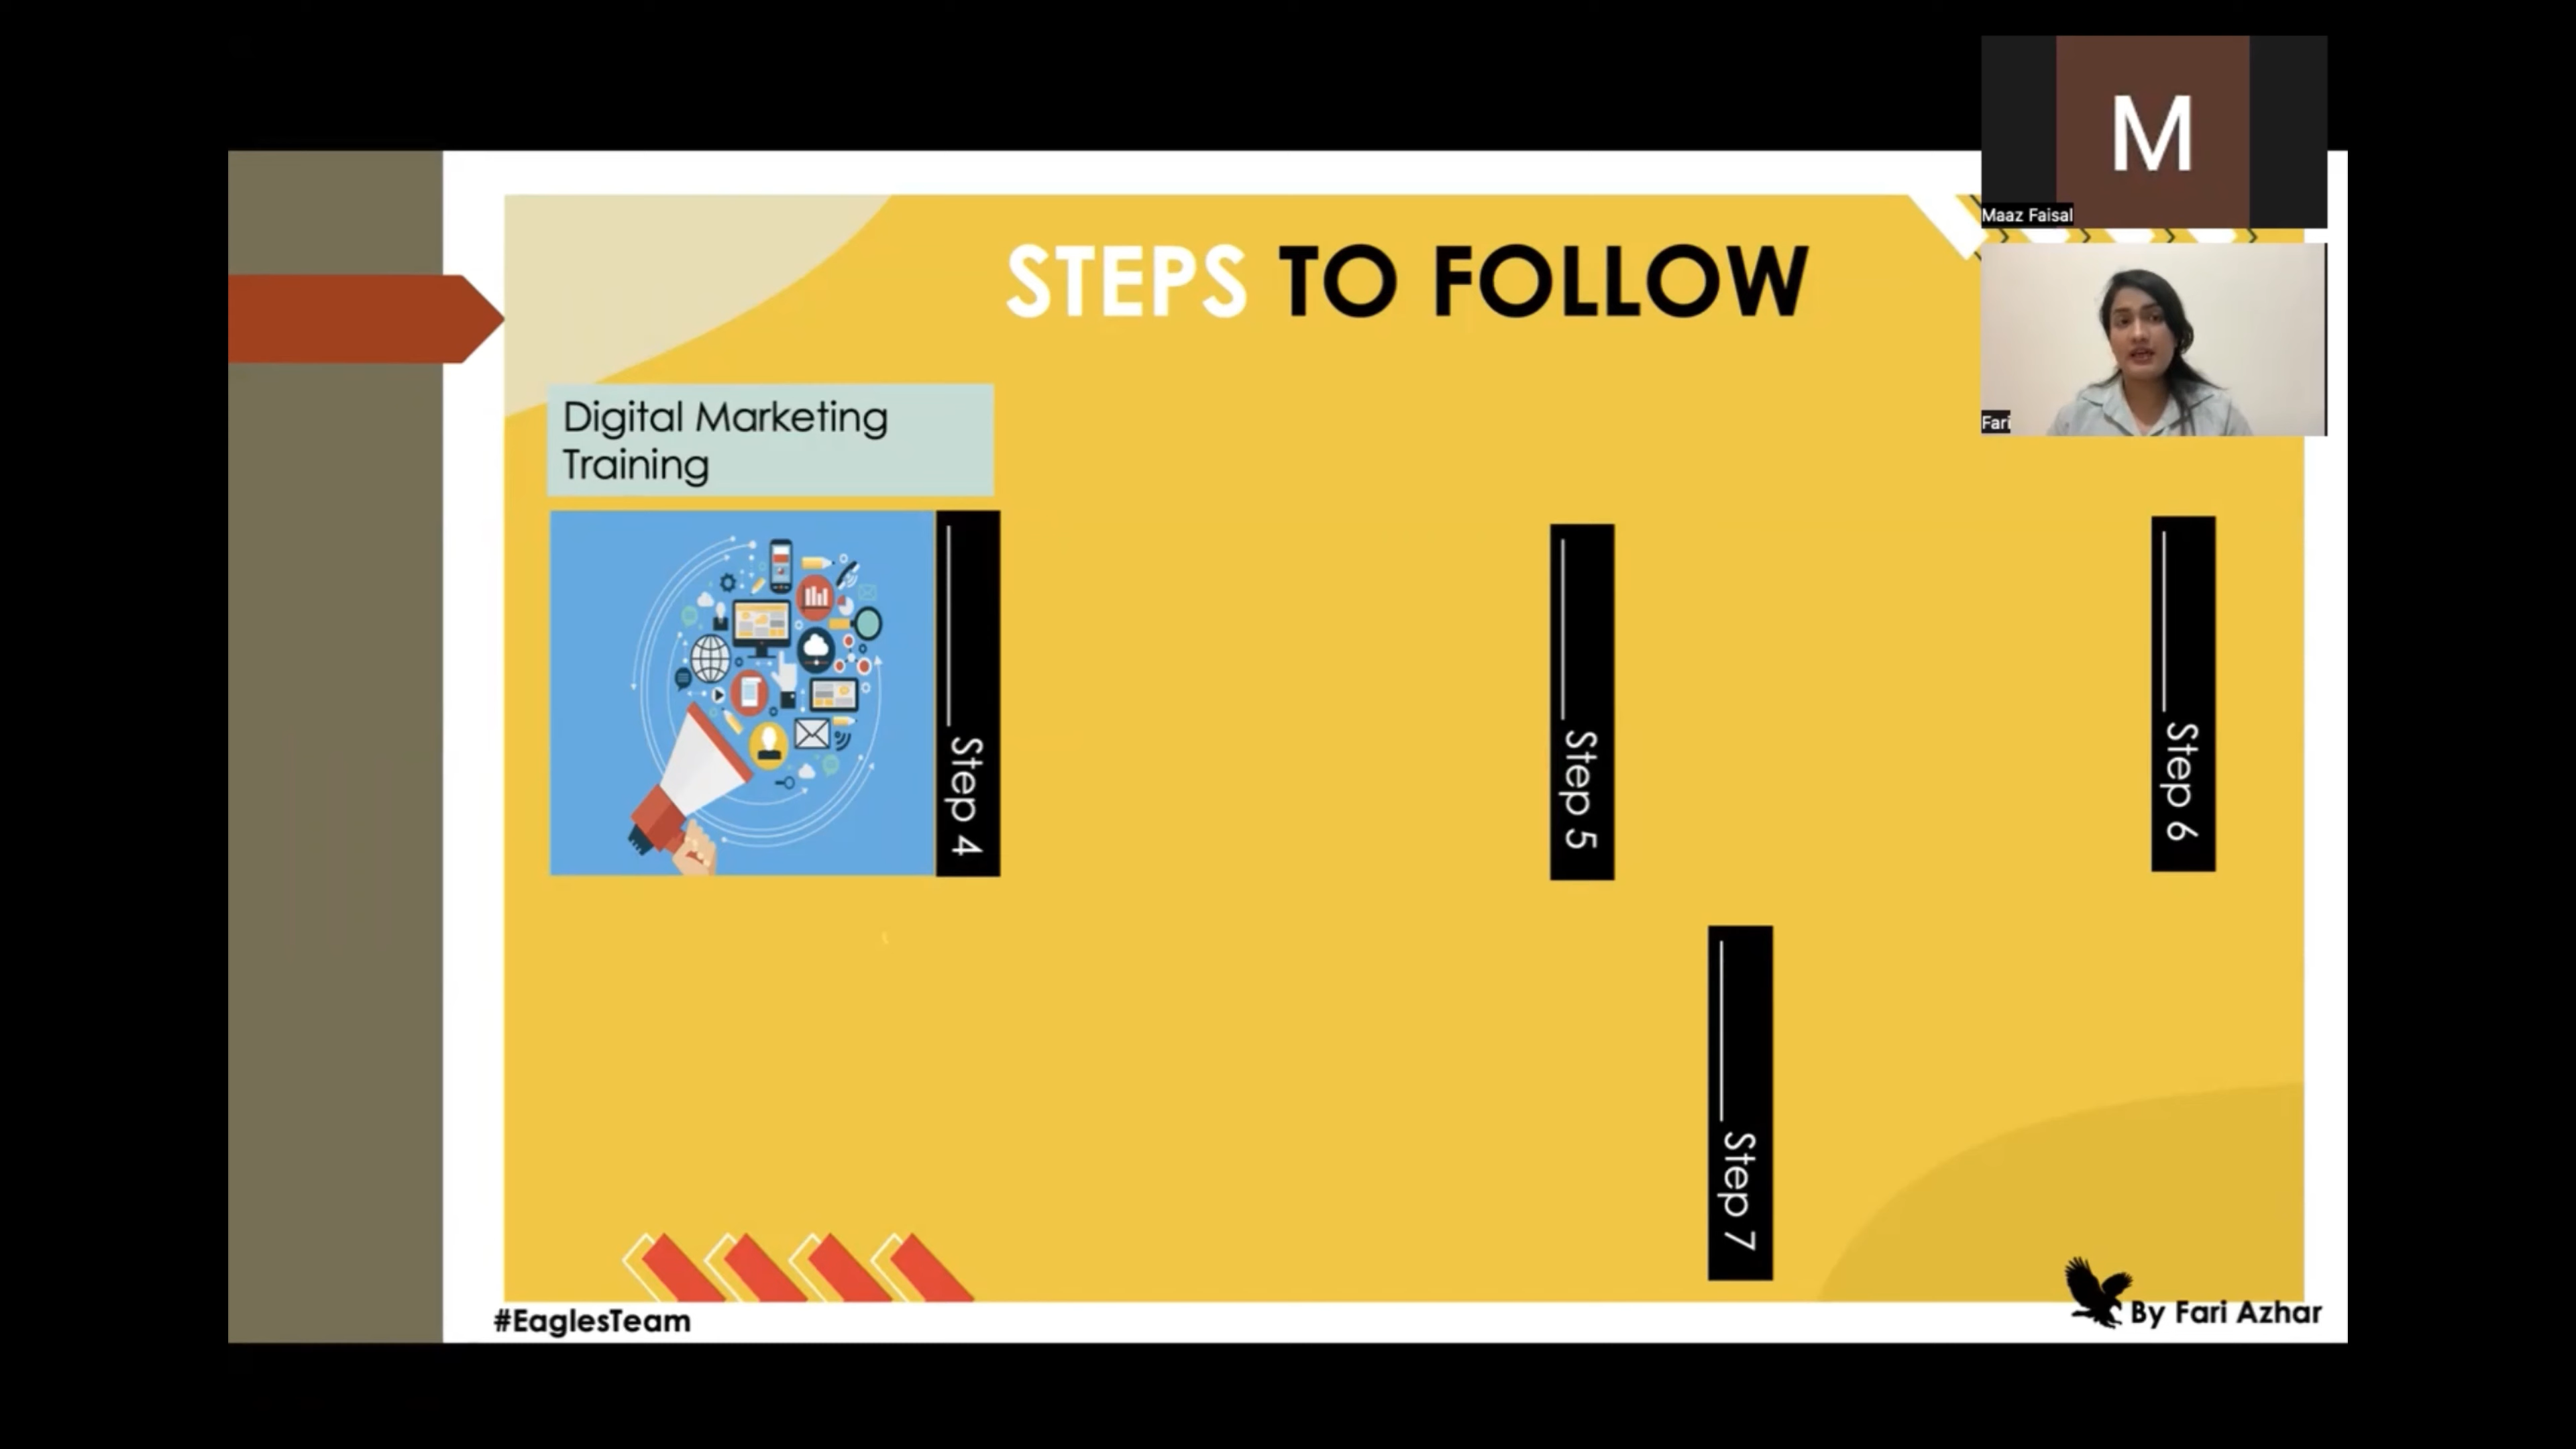 M
Maaz Faisal
STEPS TO FOLLOW
Fari
Digital Marketing
Training
Step 4
Step 5
Step 6
Step 7
#EaglesTeam
By Fari Azhar